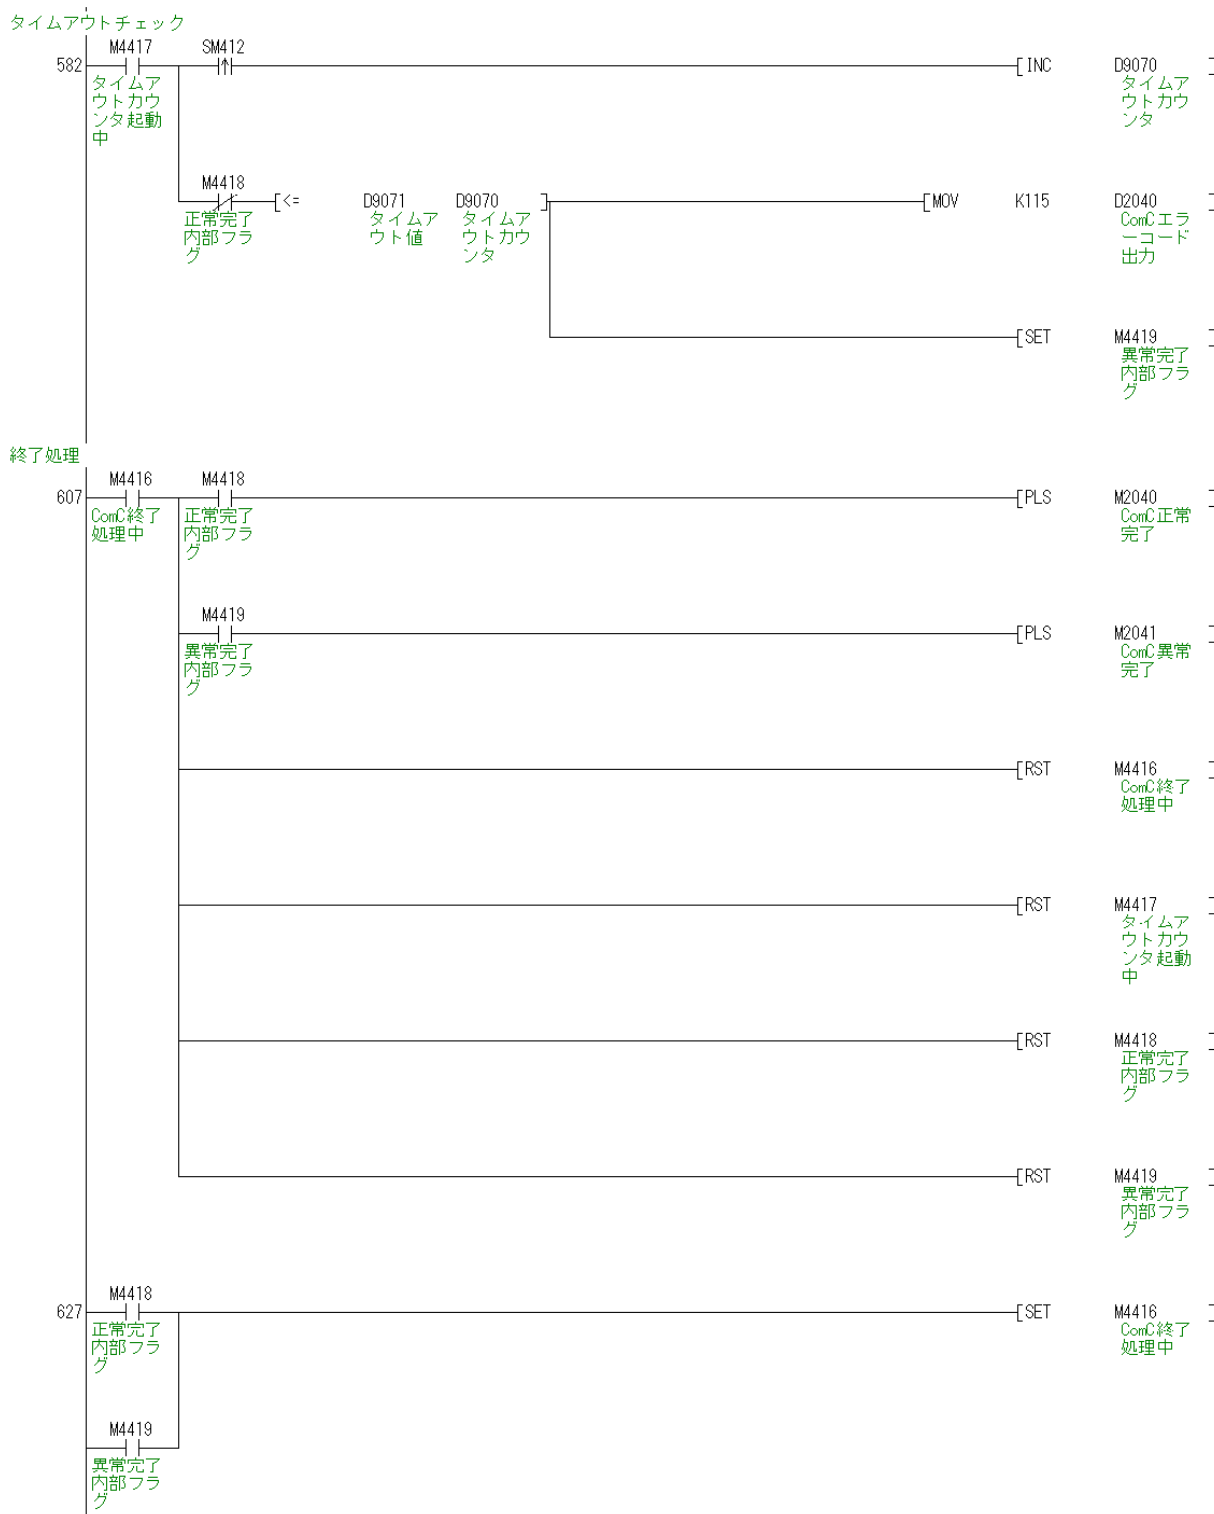 タイムアウトチェック
M4417 SM412
582 [INC D9070 ]
タイムア
ウトカウ
ンタ起動
中
タイムア
ウトカウ
ンタ
M4418
[<= D9071 D9070 ] [MOV K115 D2040 ]
正常完了
内部フラ
グ
タイムア
ウト値
タイムア
ウトカウ
ンタ
ComCエラ
ーコード
出力
[SET M4419 ]
異常完了
内部フラ
グ
終了処理
M4416 M4418
607 [PLS M2040 ]
ComC終了
処理中
正常完了
内部フラ
グ
ComC正常
完了
M4419
[PLS M2041 ]
異常完了
内部フラ
グ
ComC異常
完了
[RST M4416 ]
ComC終了
処理中
[RST M4417 ]
タイムア
ウトカウ
ンタ起動
中
[RST M4418 ]
正常完了
内部フラ
グ
[RST M4419 ]
異常完了
内部フラ
グ
M4418
627 [SET M4416 ]
正常完了
内部フラ
グ
ComC終了
処理中
M4419
異常完了
内部フラ
グ